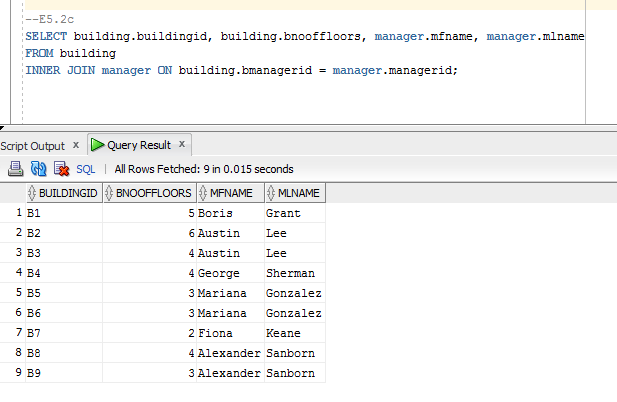 --E5.2c
SELECT building.buildingid, building.bnooffloors, manager.mfname, manager.mlname
FROM building
INNER JOIN manager ON building.bmanagerid = manager.managerid;
Script Output x Query Result x
SQL | All Rows Fetched: 9 in 0.015 seconds
BUILDINGID BNOOFFLOORS MFNAME MLNAME
1 B1 5 Boris Grant
2 B2 6 Austin Lee
3 B3 4 Austin Lee
4 B4 4 George Sherman
5 B5 3 Mariana Gonzalez
6 B6 3 Mariana Gonzalez
7 B7 2 Fiona Keane
8 B8 4 Alexander Sanborn
9 B9 3 Alexander Sanborn